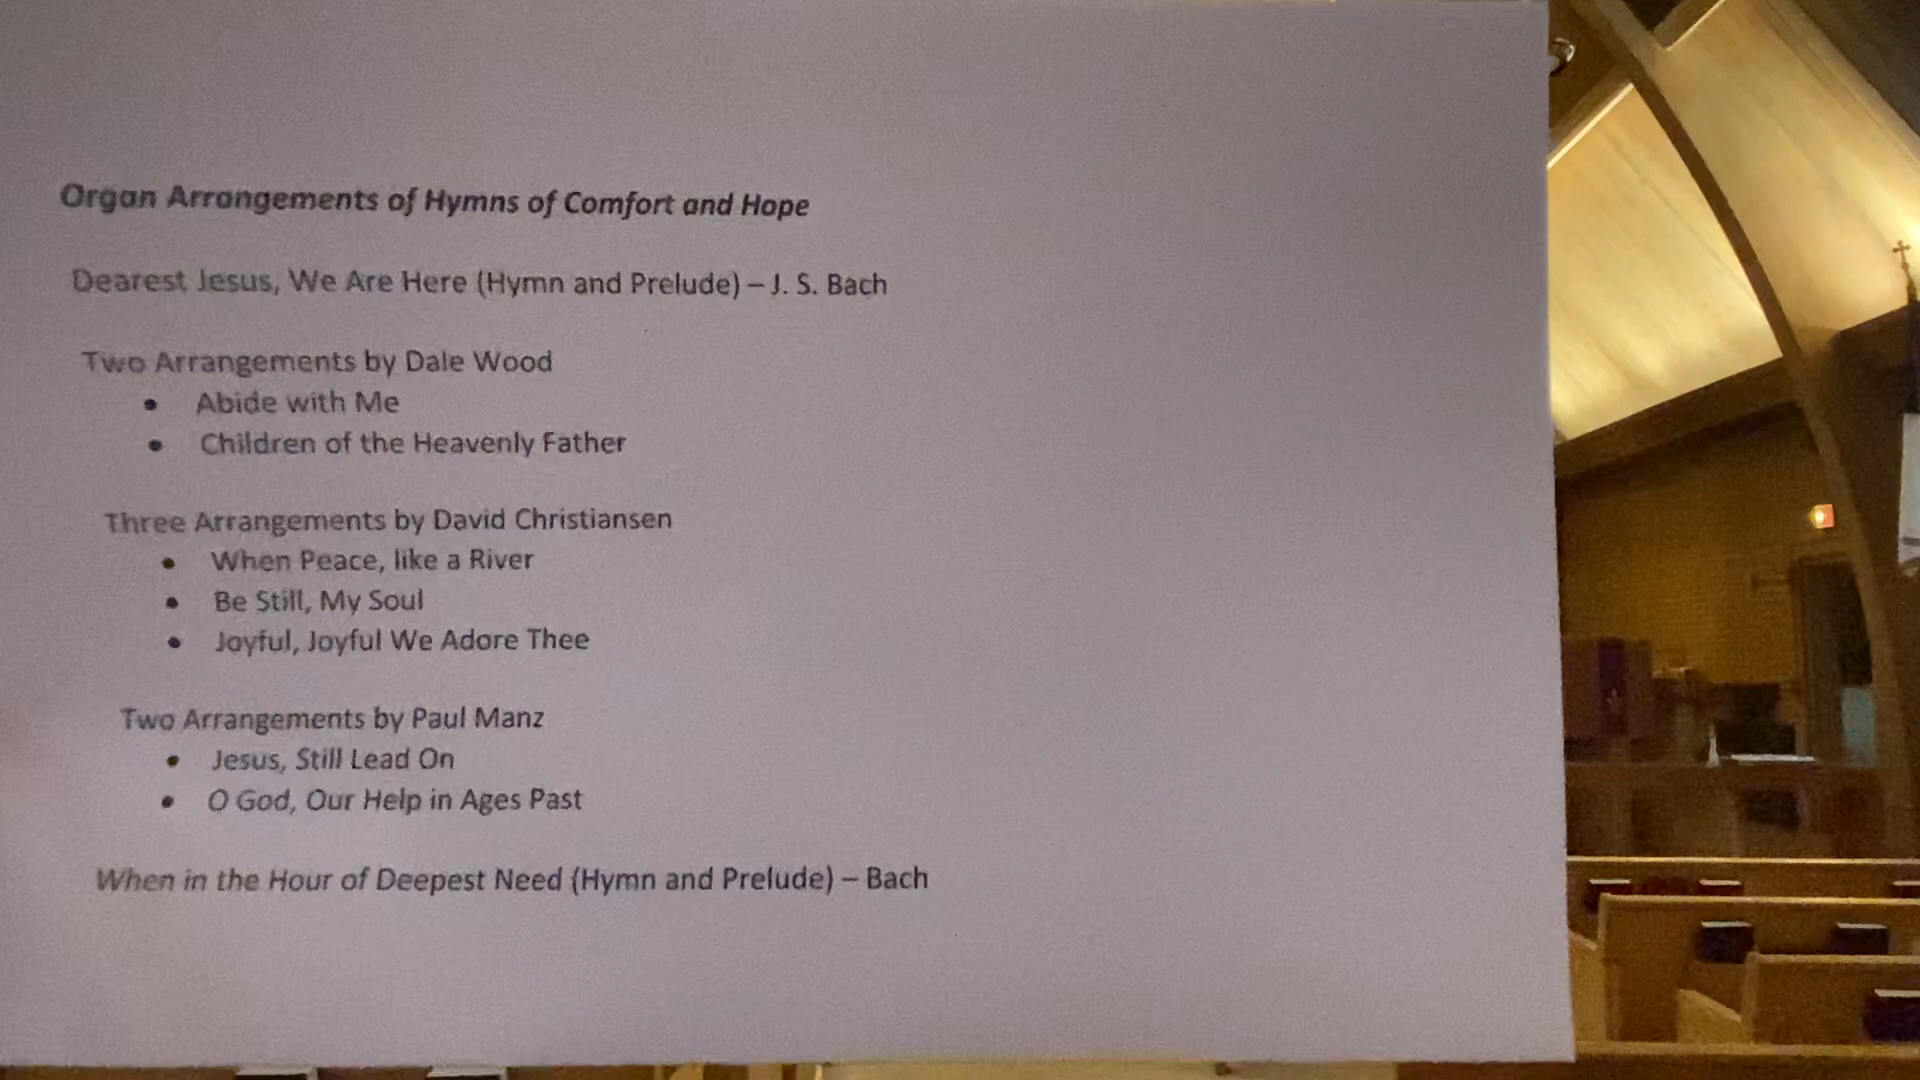 Organ Arrangements of Hymns of Comfort and Hope
Dearest Jesus, We Are Here (Hymn and Prelude) – J. S. Bach
Two Arrangements by Dale Wood
• Abide with Me
• Children of the Heavenly Father
Three Arrangements by David Christiansen
• When Peace, like a River
• Be Still, My Soul
• Joyful, Joyful We Adore Thee
Two Arrangements by Paul Manz
• Jesus, Still Lead On
• O God, Our Help in Ages Past
When in the Hour of Deepest Need (Hymn and Prelude) – Bach